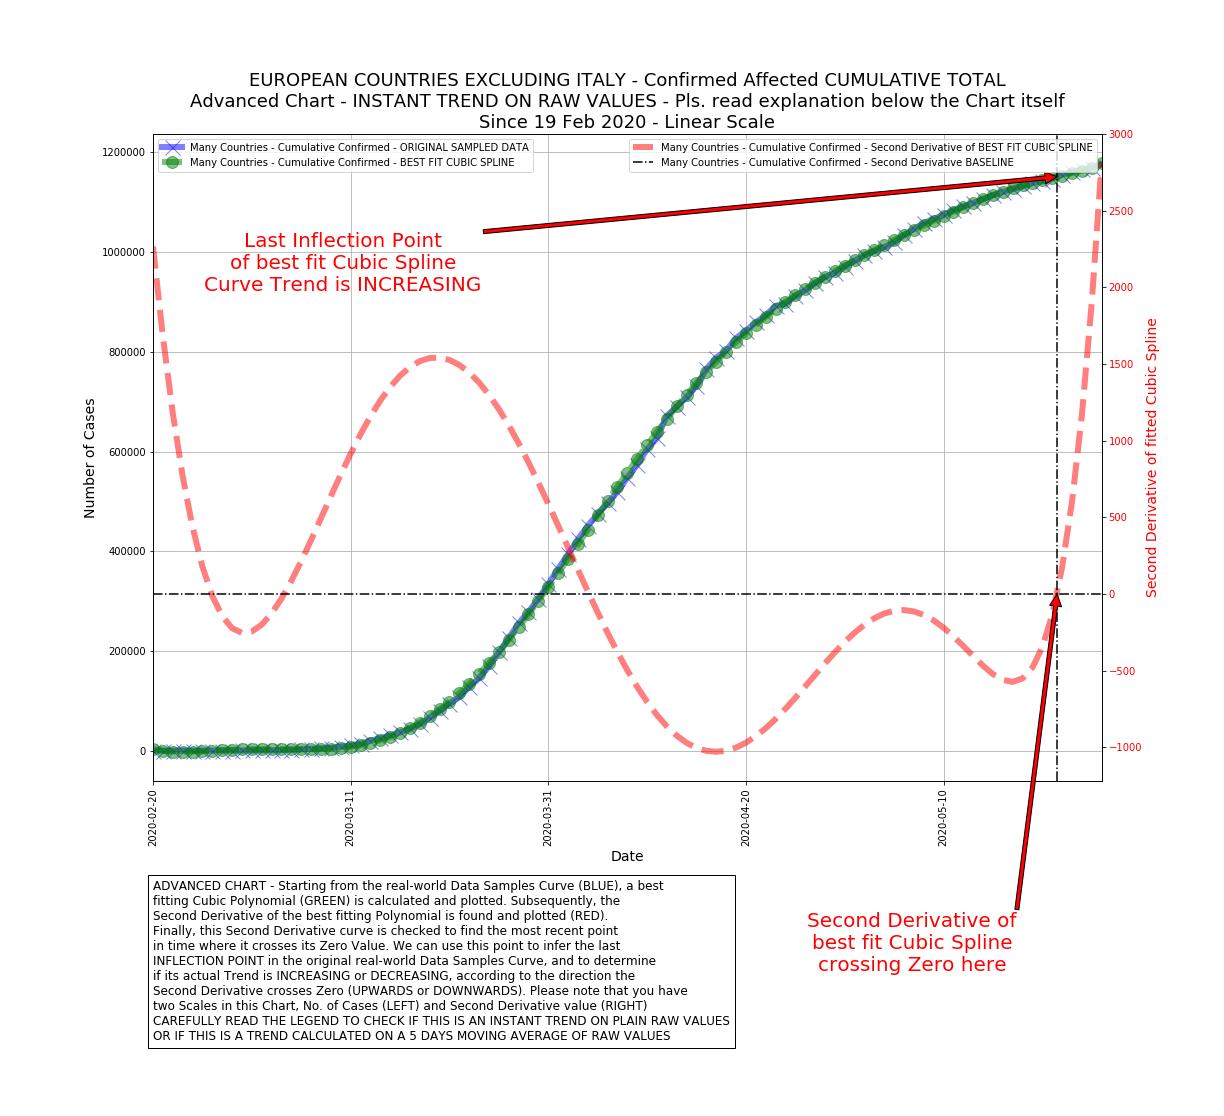 EUROPEAN COUNTRIES EXCLUDING ITALY - Confirmed Affected CUMULATIVE TOTAL
Advanced Chart - INSTANT TREND ON RAW VALUES - Pls. read explanation below the Chart itself
Since 19 Feb 2020 - Linear Scale
Many Countries - Cumulative Confirmed - ORIGINAL SAMPLED DATA
Many Countries - Cumulative Confirmed - BEST FIT CUBIC SPLINE
Many Countries - Cumulative Confirmed - Second Derivative of BEST FIT CUBIC SPLINE
Many Countries - Cumulative Confirmed - Second Derivative BASELINE
Last Inflection Point
of best fit Cubic Spline
Curve Trend is INCREASING
Number of Cases
1200000
1000000
800000
600000
400000
200000
0
3000
2500
2000
1500
1000
500
0
−500
−1000
Second Derivative of fitted Cubic Spline
2020-02-20
2020-03-11
2020-03-31
2020-04-20
2020-05-10
Date
ADVANCED CHART - Starting from the real-world Data Samples Curve (BLUE), a best
fitting Cubic Polynomial (GREEN) is calculated and plotted. Subsequently, the
Second Derivative of the best fitting Polynomial is found and plotted (RED).
Finally, this Second Derivative curve is checked to find the most recent point
in time where it crosses its Zero Value. We can use this point to infer the last
INFLECTION POINT in the original real-world Data Samples Curve, and to determine
if its actual Trend is INCREASING or DECREASING, according to the direction the
Second Derivative crosses Zero (UPWARDS or DOWNWARDS). Please note that you have
two Scales in this Chart, No. of Cases (LEFT) and Second Derivative value (RIGHT)
CAREFULLY READ THE LEGEND TO CHECK IF THIS IS AN INSTANT TREND ON PLAIN RAW VALUES
OR IF THIS IS A TREND CALCULATED ON A 5 DAYS MOVING AVERAGE OF RAW VALUES
Second Derivative of
best fit Cubic Spline
crossing Zero here